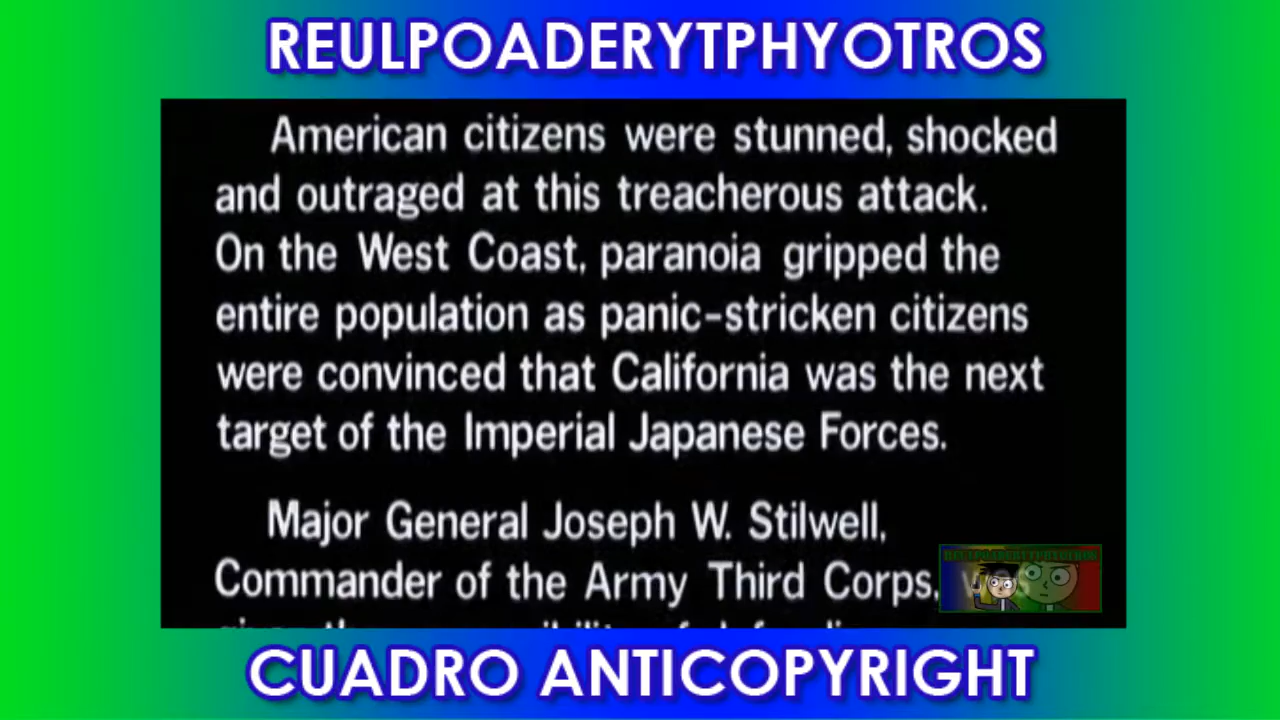 REULPOADERYTPHYOTROS
American citizens were stunned, shocked
and outraged at this treacherous attack.
On the West Coast, paranoia gripped the
entire population as panic-stricken citizens
were convinced that California was the next
target of the Imperial Japanese Forces.
Major General Joseph W. Stilwell,
Commander of the Army Third Corps,
REULPOADERYTPHYOTROS
CUADRO ANTICOPYRIGHT